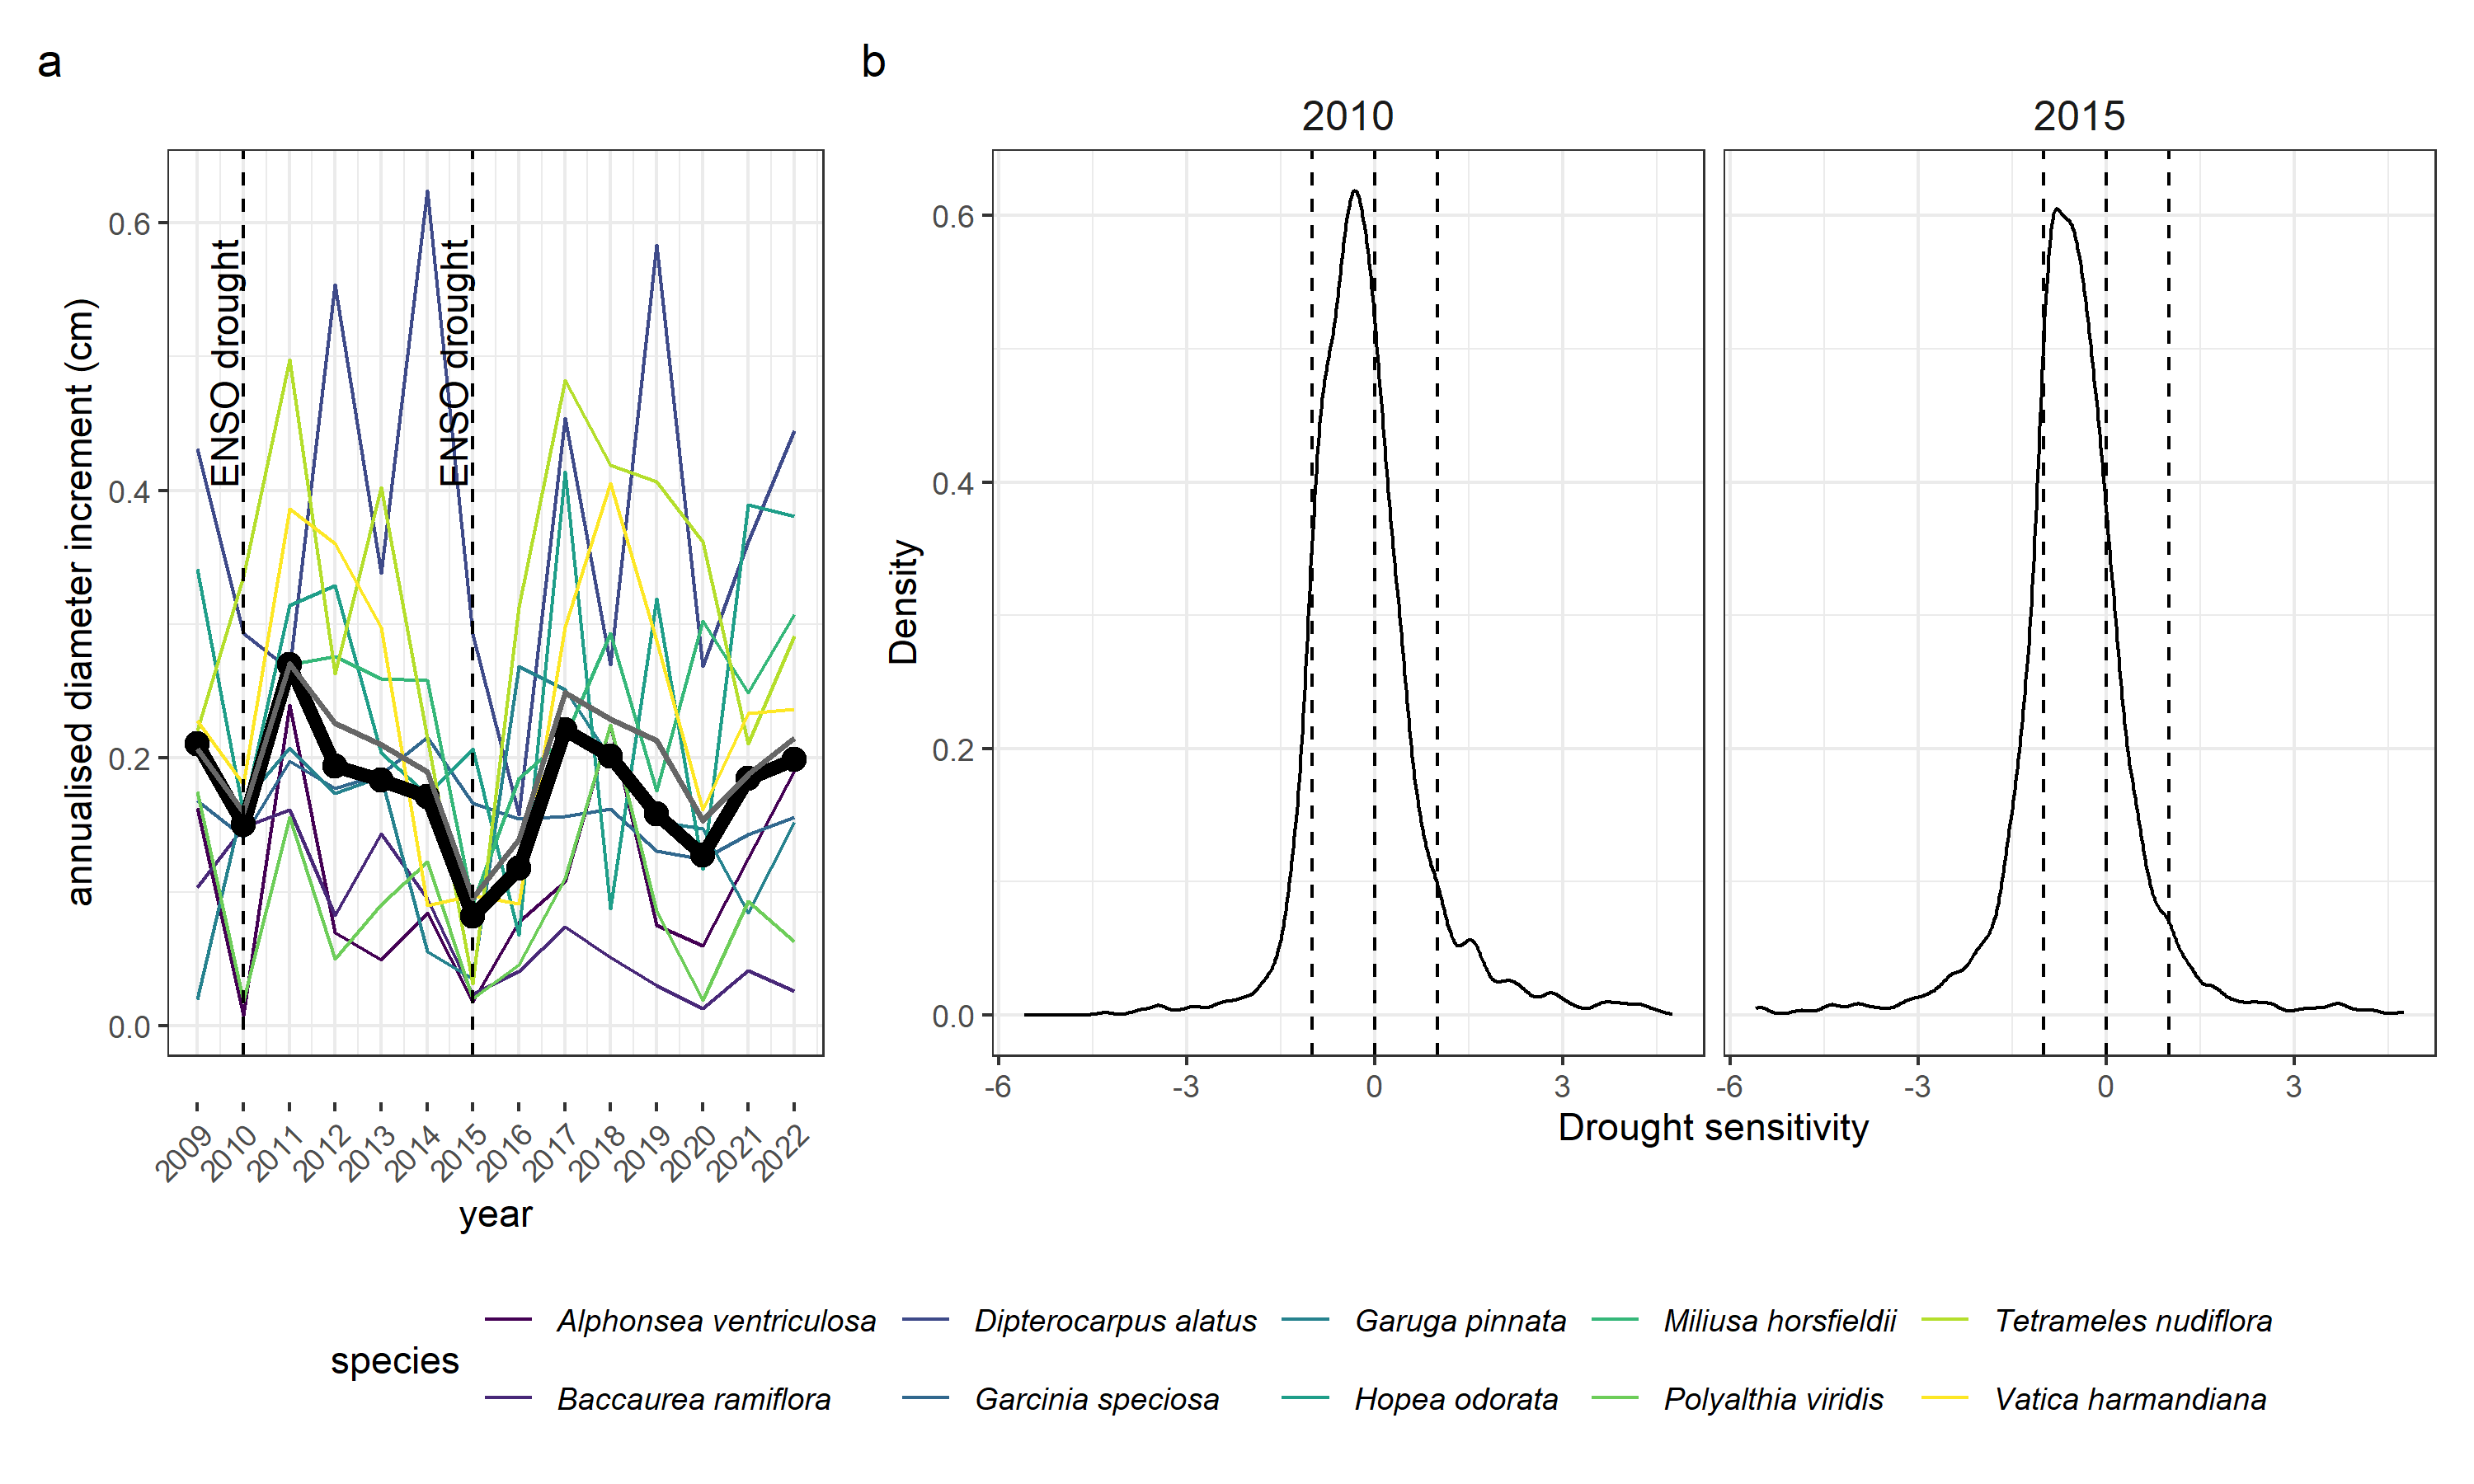 a
b
2010
2015
annualised diameter increment (cm)
0.6
0.4
0.2
0.0
ENSO drought
ENSO drought
2009
2010
2011
2012
2013
2014
2015
2016
2017
2018
2019
2020
2021
2022
year
Density
0.6
0.4
0.2
0.0
-6
-3
0
3
-6
-3
0
3
Drought sensitivity
species
Alphonsea ventriculosa
Dipterocarpus alatus
Garuga pinnata
Miliusa horsfieldii
Tetrameles nudiflora
Baccaurea ramiflora
Garcinia speciosa
Hopea odorata
Polyalthia viridis
Vatica harmandiana